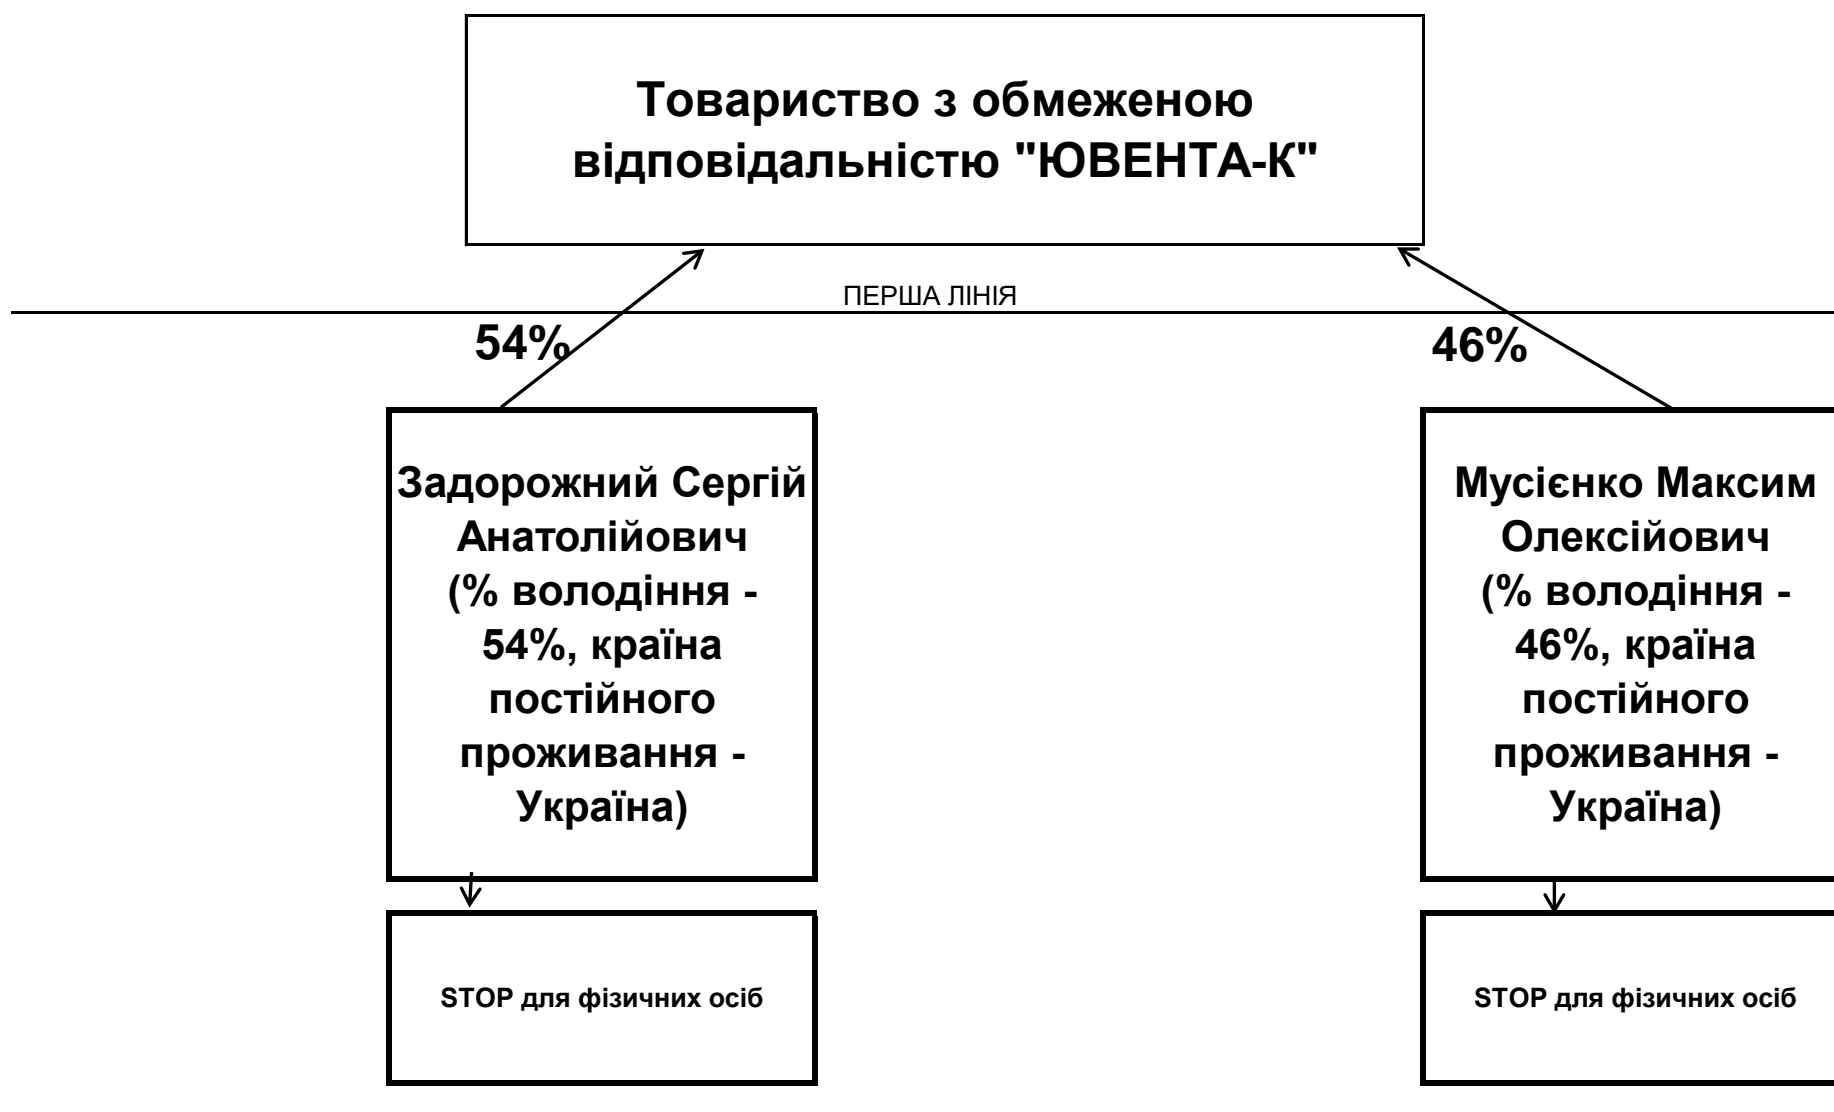 Товариство з обмеженою
відповідальністю "ЮВЕНТА-К"
ПЕРША ЛІНІЯ
54%
46%
Задорожний Сергій
Анатолійович
(% володіння -
54%, країна
постійного
проживання -
Україна)
Мусієнко Максим
Олексійович
(% володіння -
46%, країна
постійного
проживання -
Україна)
STOP для фізичних осіб
STOP для фізичних осіб